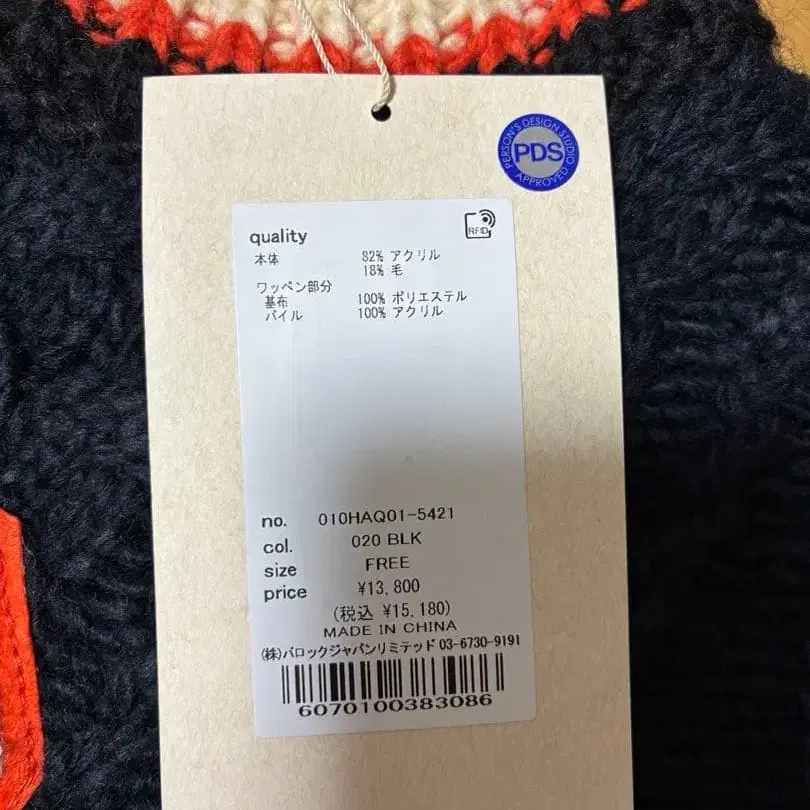 PERSON'S DESIGN STUDIO
PDS
APPROVED
RFID
quality
本体 82% アクリル
18% 毛
ワッペン部分
基布 100% ポリエステル
パイル 100% アクリル
no. 010HAQ01-5421
col. 020 BLK
size FREE
price ¥13,800
(税込 ¥15,180)
MADE IN CHINA
(株)バロックジャパンリミテッド 03-6730-9191
6070100383086